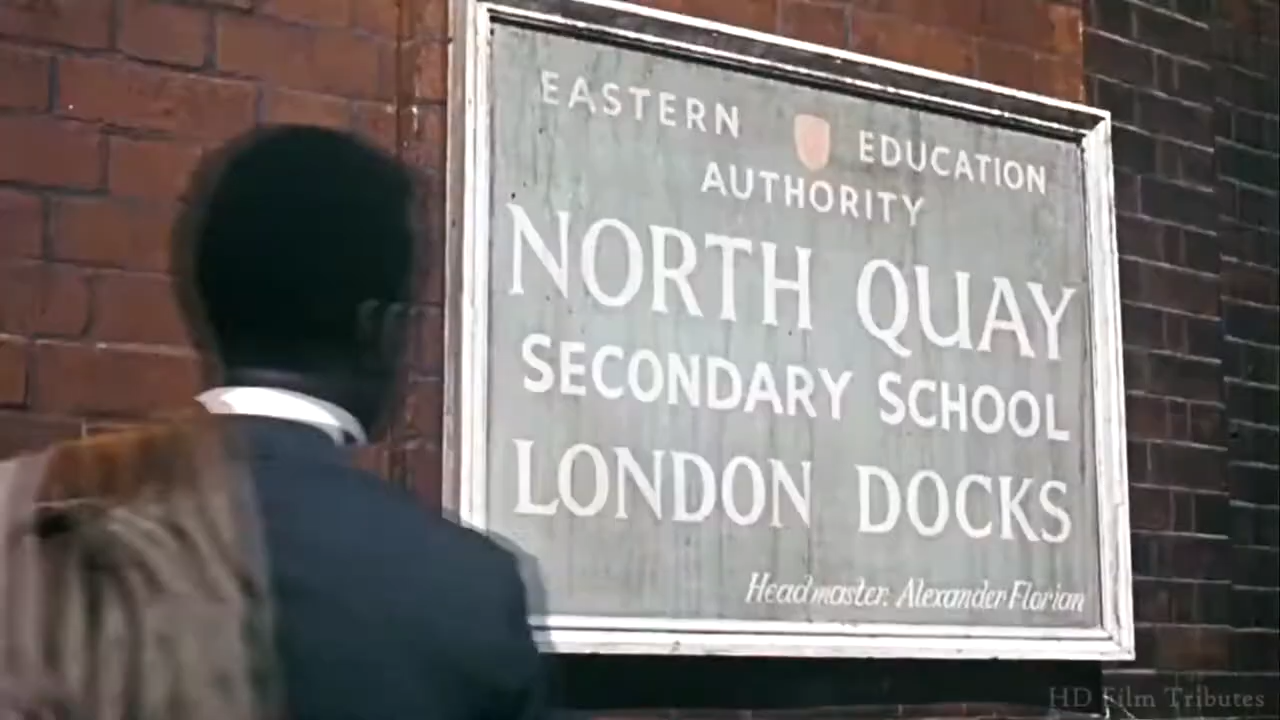 EASTERN EDUCATION
AUTHORITY
NORTH QUAY
SECONDARY SCHOOL
LONDON DOCKS
Headmaster. Alexander Florian
HD Film Tributes